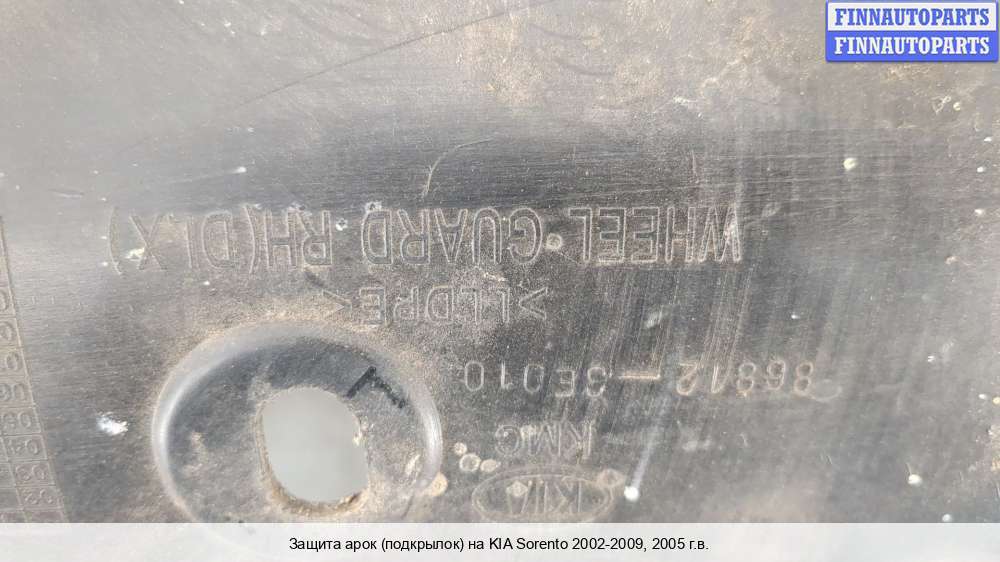 FINNAUTOPARTS
FINNAUTOPARTS
WHEEL GUARD RH(DLX)
>LLDPE<
86812-3E010
KMC
KIA
Защита арок (подкрылок) на KIA Sorento 2002-2009, 2005 г.в.